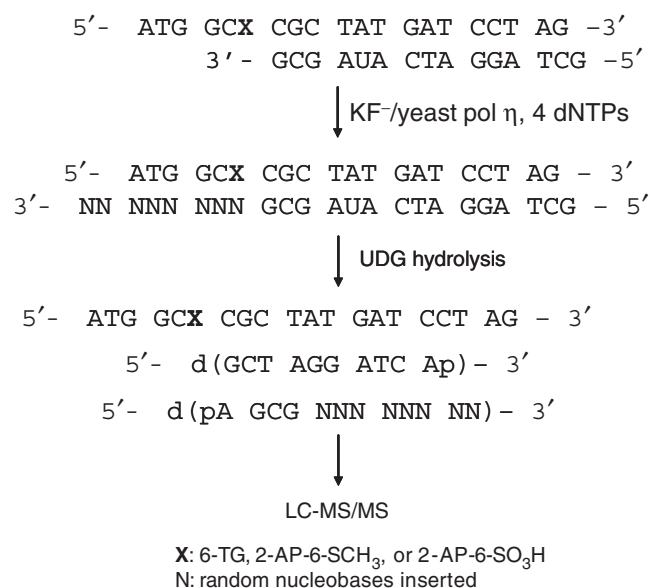 5′- ATG GCX CGC TAT GAT CCT AG –3′
3′- GCG AUA CTA GGA TCG –5′
KF⁻/yeast pol η, 4 dNTPs
5′- ATG GCX CGC TAT GAT CCT AG – 3′
3′- NN NNN NNN GCG AUA CTA GGA TCG – 5′
UDG hydrolysis
5′- ATG GCX CGC TAT GAT CCT AG – 3′
5′- d(GCT AGG ATC Ap)– 3′
5′- d(pA GCG NNN NNN NN)– 3′
LC-MS/MS
X: 6-TG, 2-AP-6-SCH₃, or 2-AP-6-SO₃H
N: random nucleobases inserted